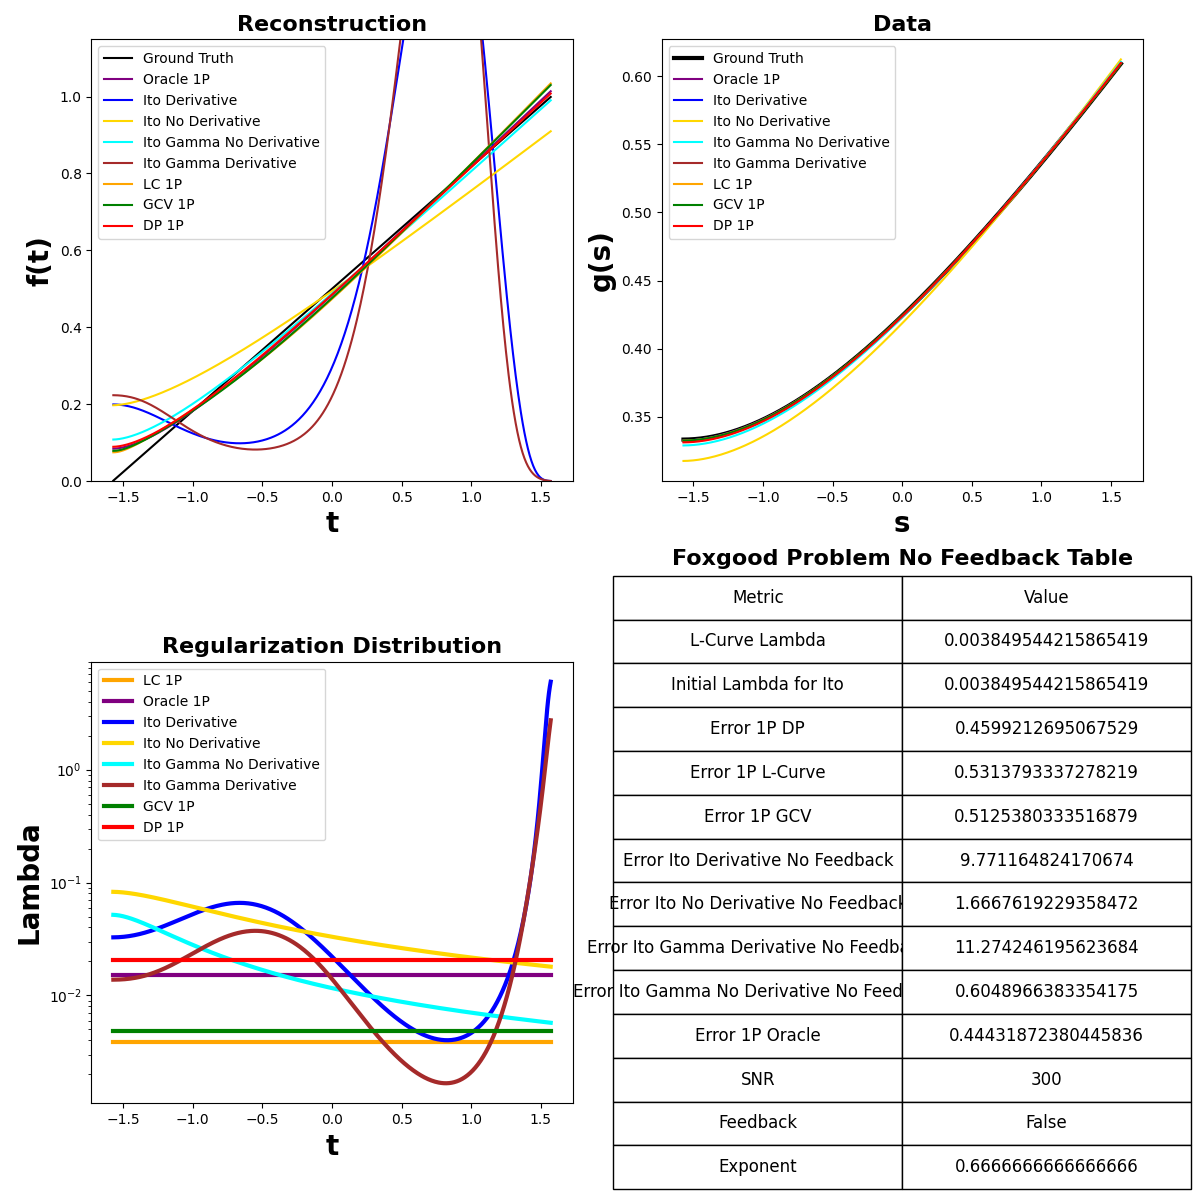 Reconstruction
Ground Truth
Oracle 1P
Ito Derivative
Ito No Derivative
Ito Gamma No Derivative
Ito Gamma Derivative
LC 1P
GCV 1P
DP 1P
f(t)
1.0
0.8
0.6
0.4
0.2
0.0
−1.5 −1.0 −0.5 0.0 0.5 1.0 1.5
t
Data
Ground Truth
Oracle 1P
Ito Derivative
Ito No Derivative
Ito Gamma No Derivative
Ito Gamma Derivative
LC 1P
GCV 1P
DP 1P
g(s)
0.60
0.55
0.50
0.45
0.40
0.35
−1.5 −1.0 −0.5 0.0 0.5 1.0 1.5
s
Regularization Distribution
LC 1P
Oracle 1P
Ito Derivative
Ito No Derivative
Ito Gamma No Derivative
Ito Gamma Derivative
GCV 1P
DP 1P
Lambda
10⁰
10⁻¹
10⁻²
−1.5 −1.0 −0.5 0.0 0.5 1.0 1.5
t
Foxgood Problem No Feedback Table
Metric Value
L-Curve Lambda 0.003849544215865419
Initial Lambda for Ito 0.003849544215865419
Error 1P DP 0.4599212695067529
Error 1P L-Curve 0.5313793337278219
Error 1P GCV 0.5125380333516879
Error Ito Derivative No Feedback 9.771164824170674
Error Ito No Derivative No Feedback 1.6667619229358472
Error Ito Gamma Derivative No Feedba 11.274246195623684
Error Ito Gamma No Derivative No Feed 0.6048966383354175
Error 1P Oracle 0.44431872380445836
SNR 300
Feedback False
Exponent 0.6666666666666666